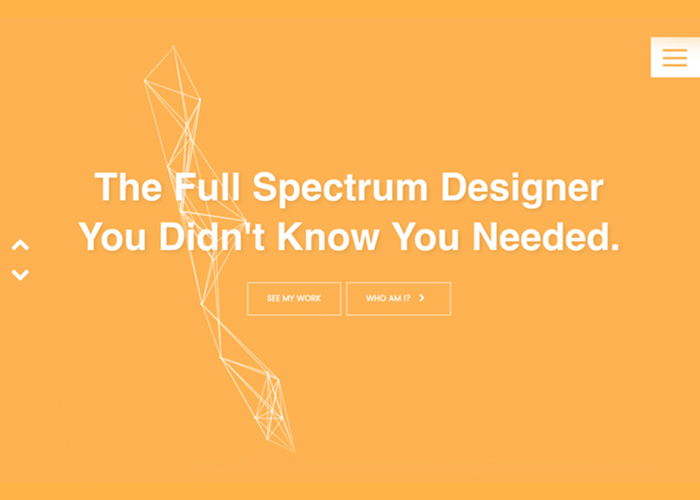 The Full Spectrum Designer
You Didn't Know You Needed.
SEE MY WORK
WHO AM I?